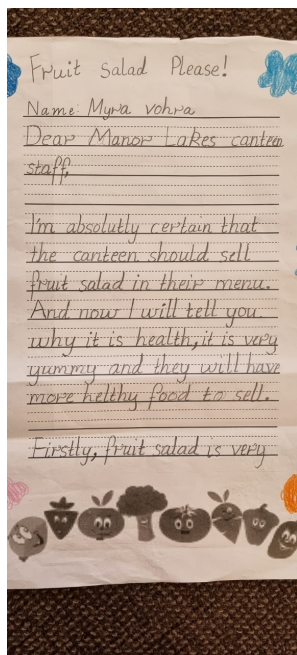 Fruit salad Please!
Name: Myra vohra
Dear Manor Lakes canteen
staff,
I'm absolutly certain that
the canteen should sell
fruit salad in their menu.
And now I will tell you
why it is health, it is very
yummy and they will have
more helthy food to sell.
Firstly, fruit salad is very